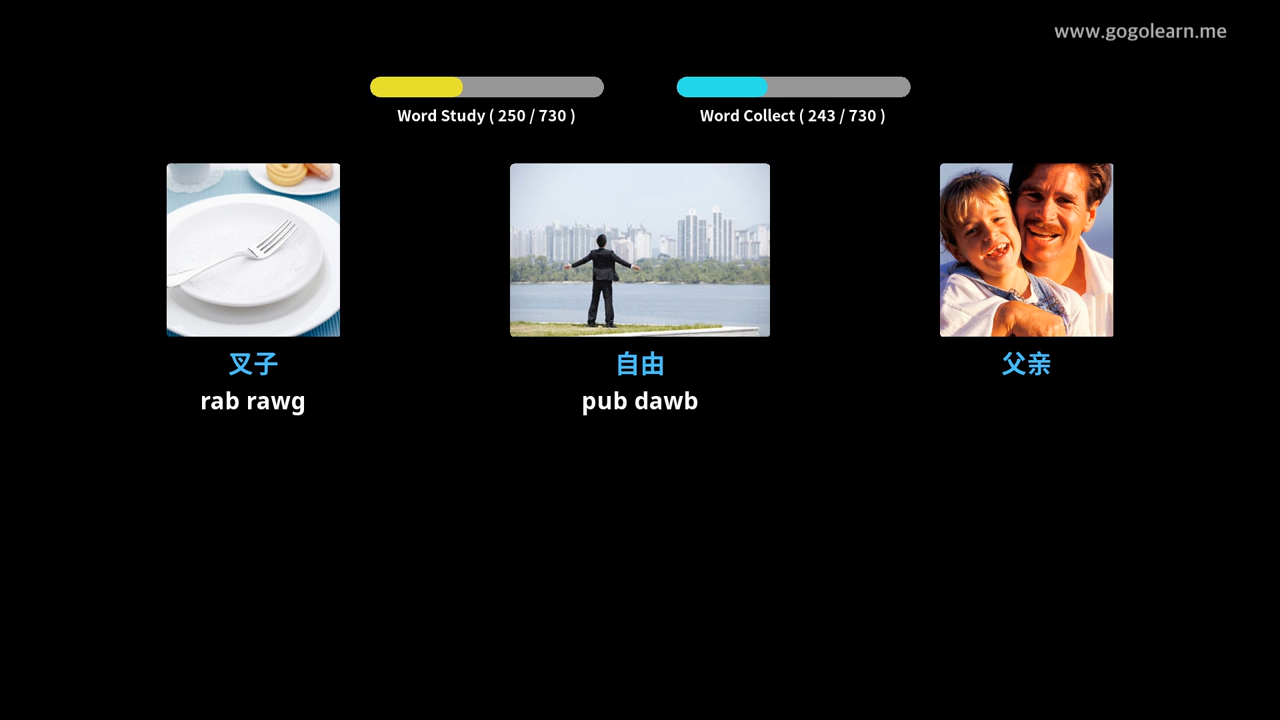 www.gogolearn.me
Word Study ( 250 / 730 )
Word Collect ( 243 / 730 )
叉子
rab rawg
自由
pub dawb
父亲